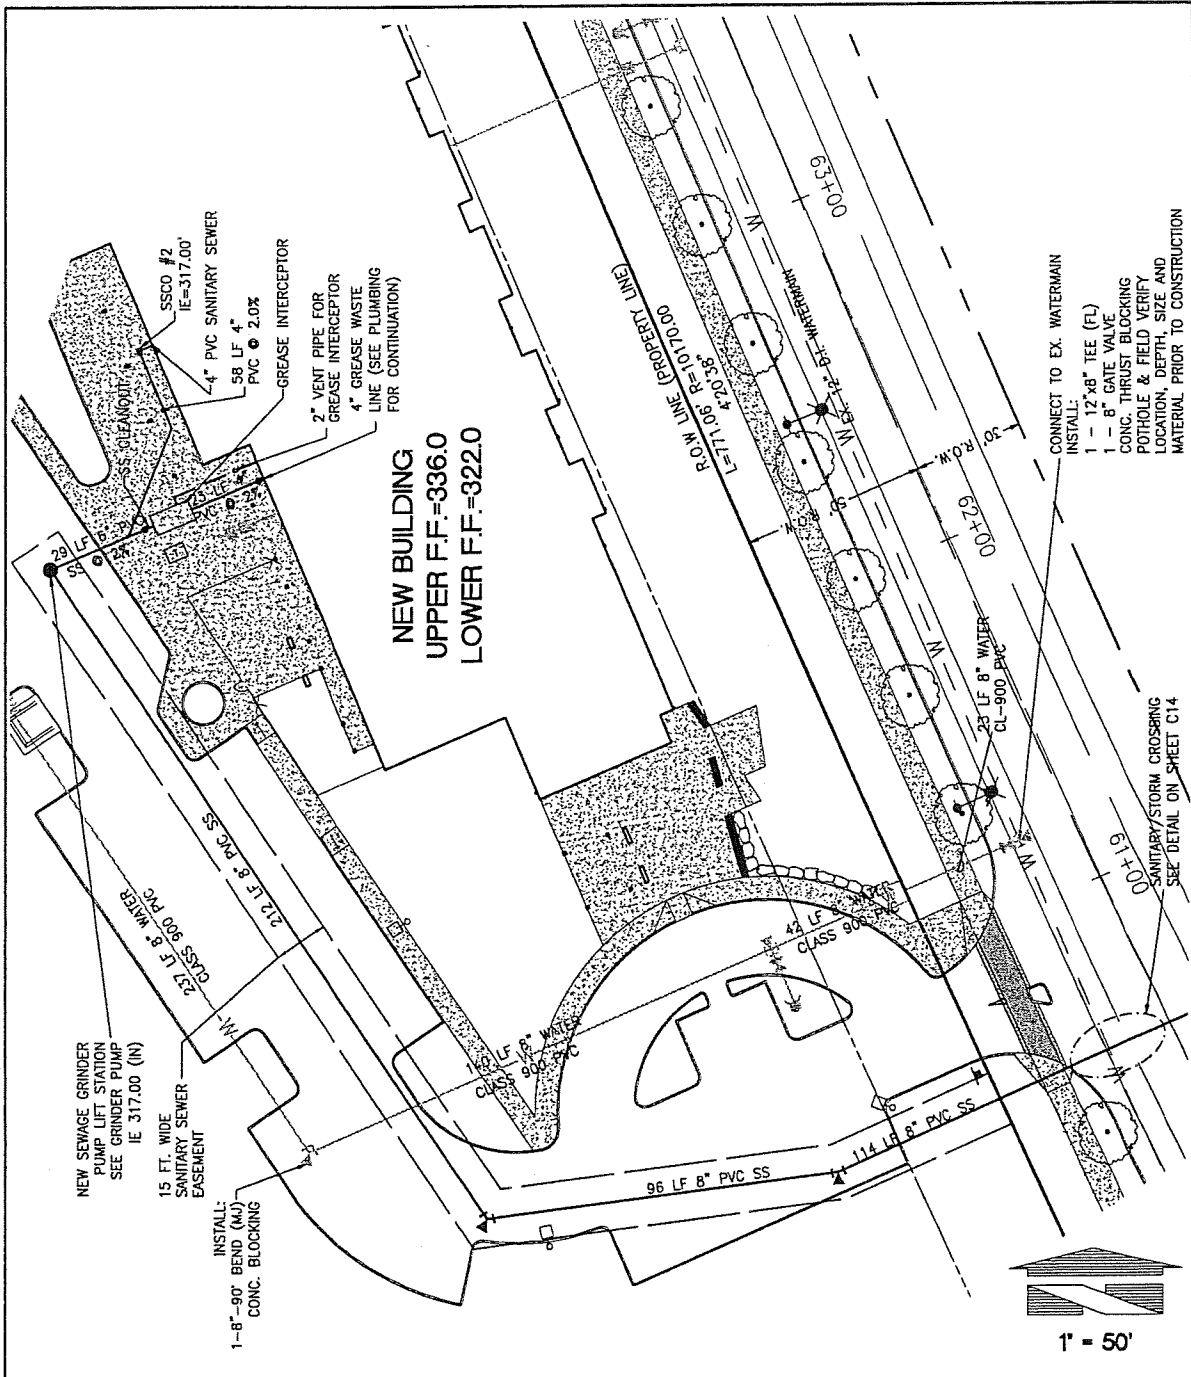 SSCO #2
IE=317.00'
4" PVC SANITARY SEWER
58 LF 4"
PVC @ 2.0%
GREASE INTERCEPTOR
2" VENT PIPE FOR
GREASE INTERCEPTOR
4" GREASE WASTE
LINE (SEE PLUMBING
FOR CONTINUATION)
SS CLEANOUT
29 LF 6" PVC
SS @ 2%
PVC @ 2%
NEW BUILDING
UPPER F.F.=336.0
LOWER F.F.=322.0
R.O.W LINE (PROPERTY LINE)
L=771.06' R=10170.00
4°20'38"
63+00
W
W EX. 12" D.I. WATERMAIN
50'
R.O.W.
30' R.O.W.
62+00
W
23 LF 8" WATER
CL-900 PVC
CONNECT TO EX. WATERMAIN
INSTALL:
1 - 12"x8" TEE (FL)
1 - 8" GATE VALVE
CONC. THRUST BLOCKING
POTHOLE & FIELD VERIFY
LOCATION, DEPTH, SIZE AND
MATERIAL PRIOR TO CONSTRUCTION
W
61+00
SANITARY/STORM CROSSING
SEE DETAIL ON SHEET C14
W
212 LF 8" PVC SS
237 LF 8" WATER
CLASS 900 PVC
W
NEW SEWAGE GRINDER
PUMP LIFT STATION
SEE GRINDER PUMP
IE 317.00 (IN)
15 FT. WIDE
SANITARY SEWER
EASEMENT
INSTALL:
1-8"-90° BEND (MJ)
CONC. BLOCKING
140 LF 8" WATER
CLASS 900 PVC
42 LF 8" WATER
CLASS 900 PVC
96 LF 8" PVC SS
114 LF 8" PVC SS
1" = 50'